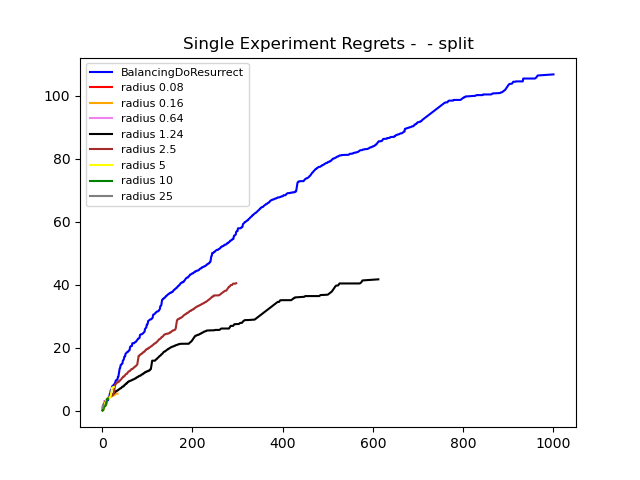 Single Experiment Regrets -  - split
BalancingDoResurrect
radius 0.08
radius 0.16
radius 0.64
radius 1.24
radius 2.5
radius 5
radius 10
radius 25
100
80
60
40
20
0
0 200 400 600 800 1000